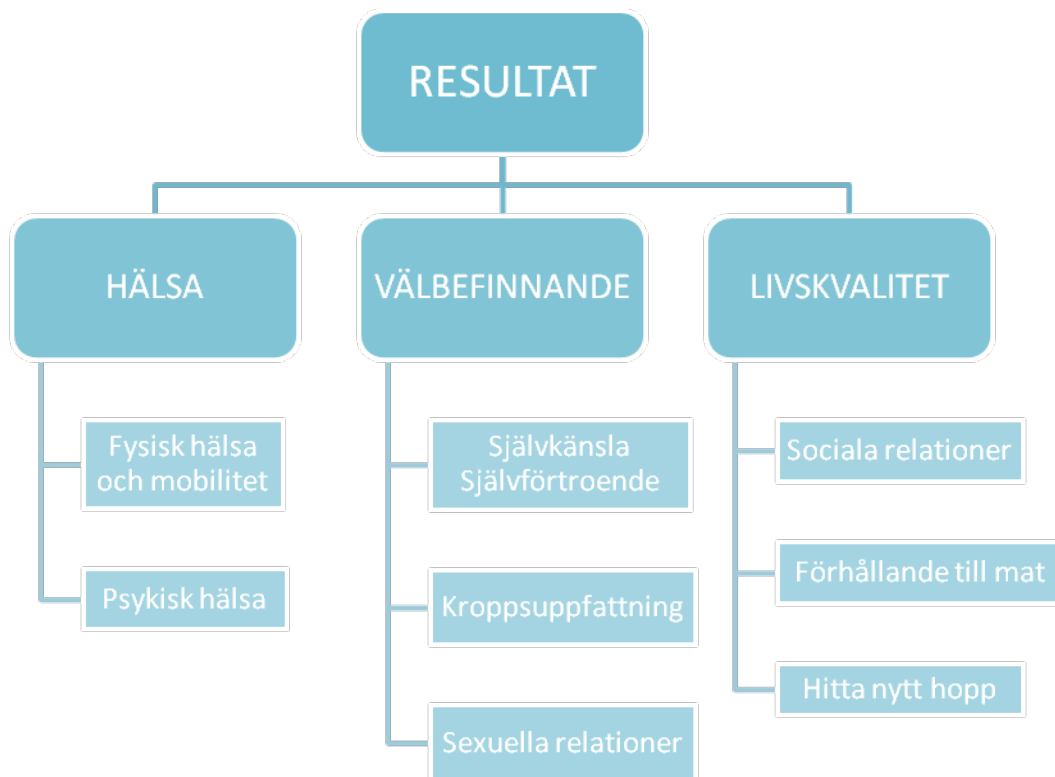 RESULTAT
HÄLSA
Fysisk hälsa
och mobilitet
Psykisk hälsa
VÄLBEFINNANDE
Självkänsla
Självförtroende
Kroppsuppfattning
Sexuella relationer
LIVSKVALITET
Sociala relationer
Förhållande till mat
Hitta nytt hopp